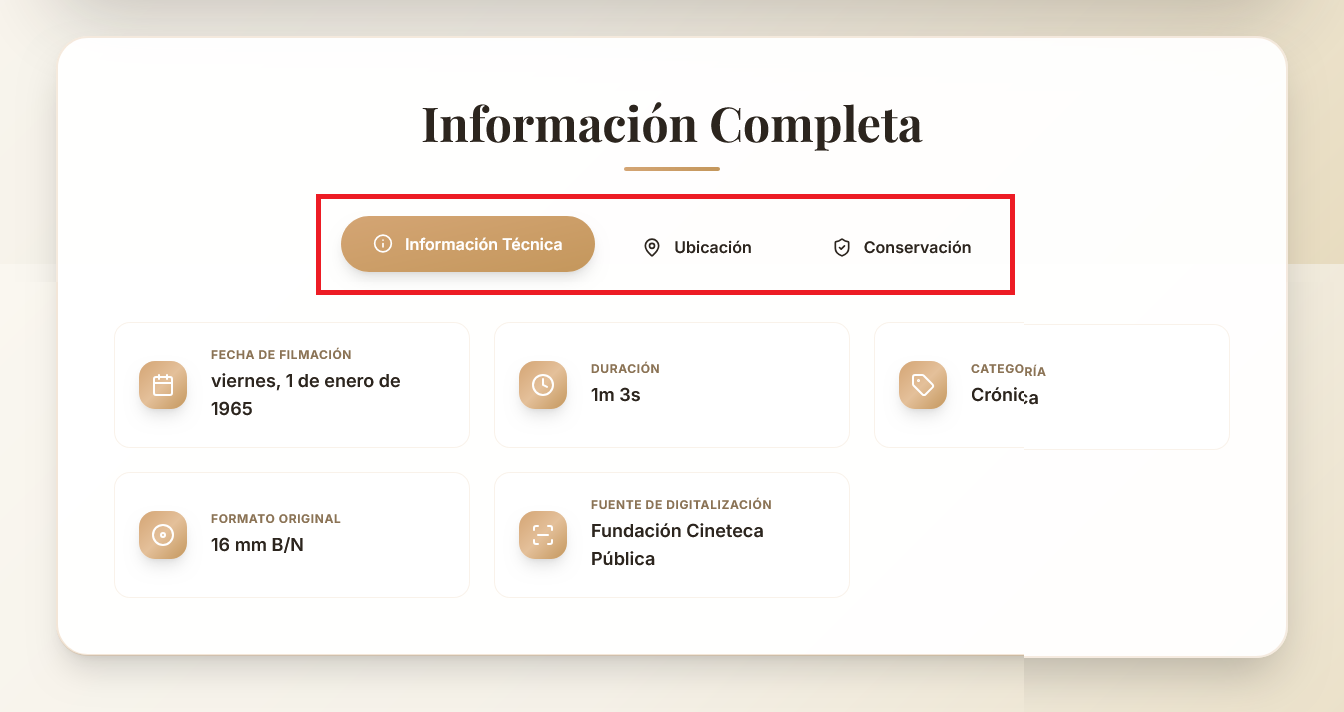 Información Completa
Información Técnica
Ubicación
Conservación
FECHA DE FILMACIÓN
viernes, 1 de enero de
1965
DURACIÓN
1m 3s
CATEGORÍA
Crónica
FORMATO ORIGINAL
16 mm B/N
FUENTE DE DIGITALIZACIÓN
Fundación Cineteca
Pública